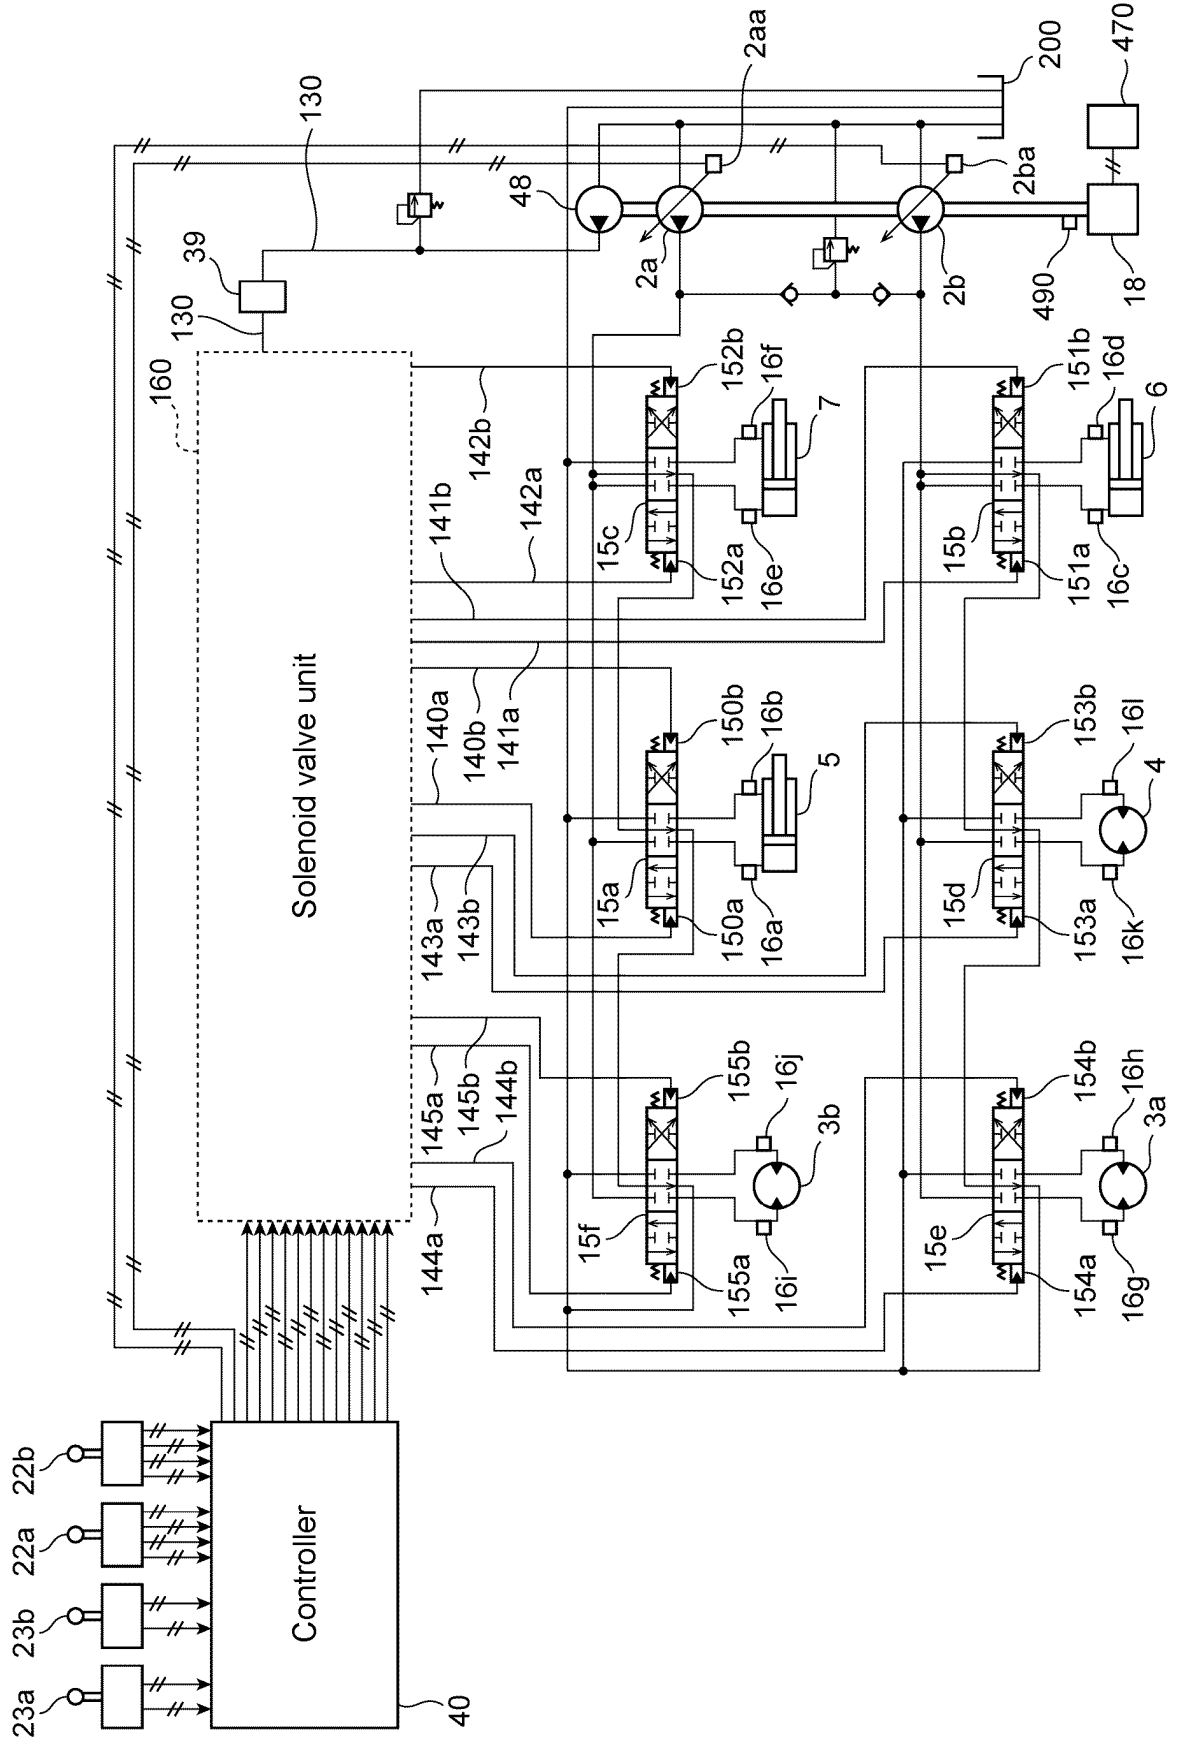 23a
23b
22a
22b
Controller
40
160
Solenoid valve unit
130
39
130
144a
145a
145b
144b
143a
143b
140a
140b
141a
141b
142a
142b
48
2a
2aa
2b
2ba
200
470
18
490
15f
155a
155b
16i
16j
3b
15a
150a
150b
16a
16b
5
15c
152a
152b
16e
16f
7
15e
154a
154b
16g
16h
3a
15d
153a
153b
16k
16l
4
15b
151a
151b
16c
16d
6